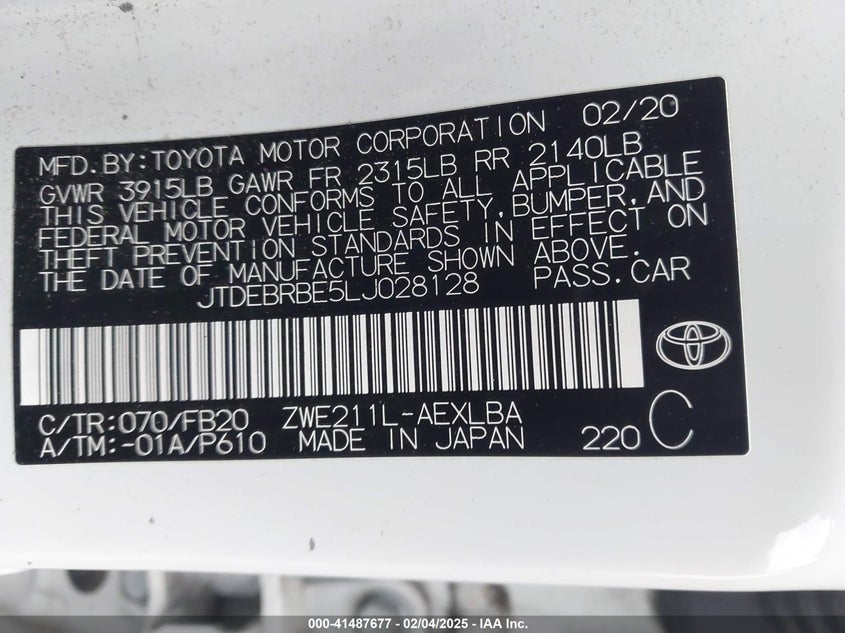 MFD.BY:TOYOTA MOTOR CORPORATION 02/20
GVWR 3915LB GAWR FR 2315LB RR 2140LB
THIS VEHICLE CONFORMS TO ALL APPLICABLE
FEDERAL MOTOR VEHICLE SAFETY,BUMPER,AND
THEFT PREVENTION STANDARDS IN EFFECT ON
THE DATE OF MANUFACTURE SHOWN ABOVE.
JTDEBRBE5LJ028128 PASS.CAR
C/TR:070/FB20 ZWE211L-AEXLBA
A/TM:-01A/P610 MADE IN JAPAN 220 C
000-41487677 - 02/04/2025 - IAA Inc.